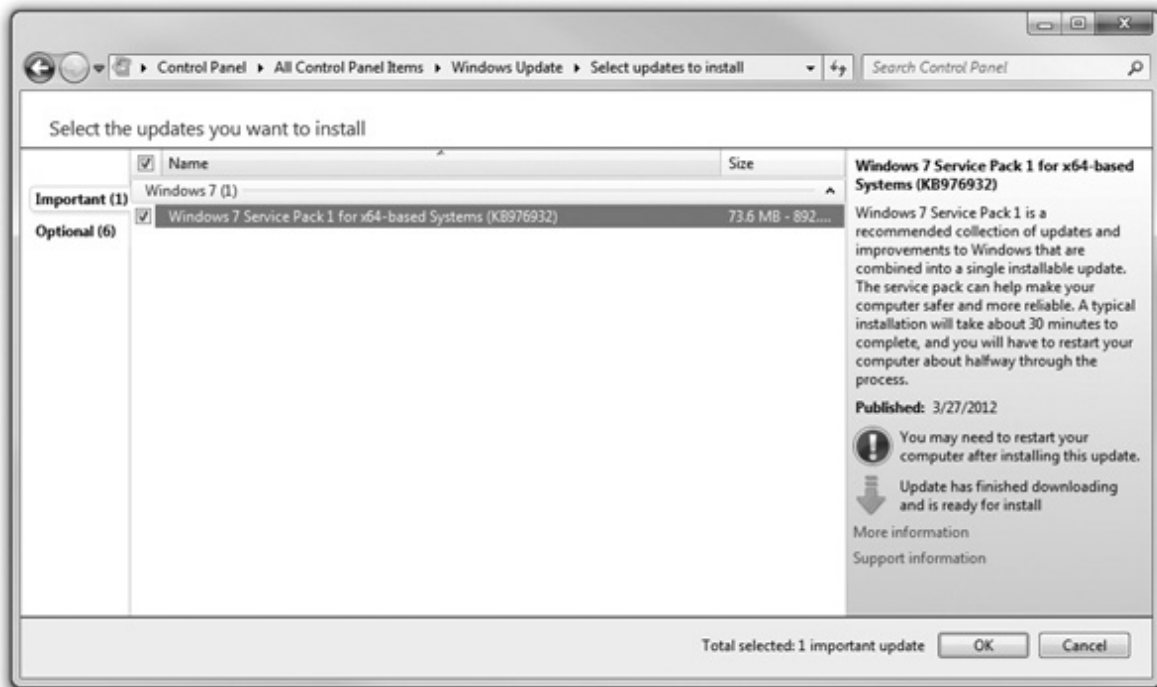 Control Panel ▸ All Control Panel Items ▸ Windows Update ▸ Select updates to install
Search Control Panel
Select the updates you want to install
Name Size
Important (1)
Optional (6)
Windows 7 (1)
Windows 7 Service Pack 1 for x64-based Systems (KB976932) 73.6 MB - 892....
Windows 7 Service Pack 1 for x64-based
Systems (KB976932)
Windows 7 Service Pack 1 is a
recommended collection of updates and
improvements to Windows that are
combined into a single installable update.
The service pack can help make your
computer safer and more reliable. A typical
installation will take about 30 minutes to
complete, and you will have to restart your
computer about halfway through the
process.
Published: 3/27/2012
You may need to restart your
computer after installing this update.
Update has finished downloading
and is ready for install
More information
Support information
Total selected: 1 important update OK Cancel